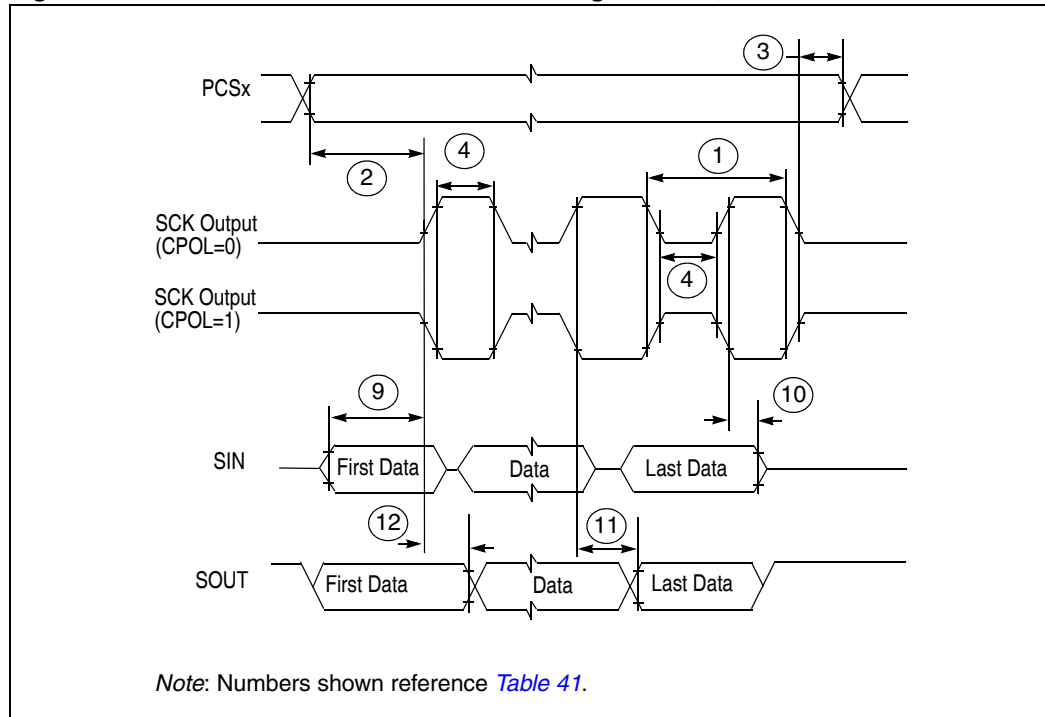 3
PCSx
2
4
1
SCK Output
(CPOL=0)
4
SCK Output
(CPOL=1)
9
10
SIN
First Data
Data
Last Data
12
11
SOUT
First Data
Data
Last Data
Note: Numbers shown reference Table 41.